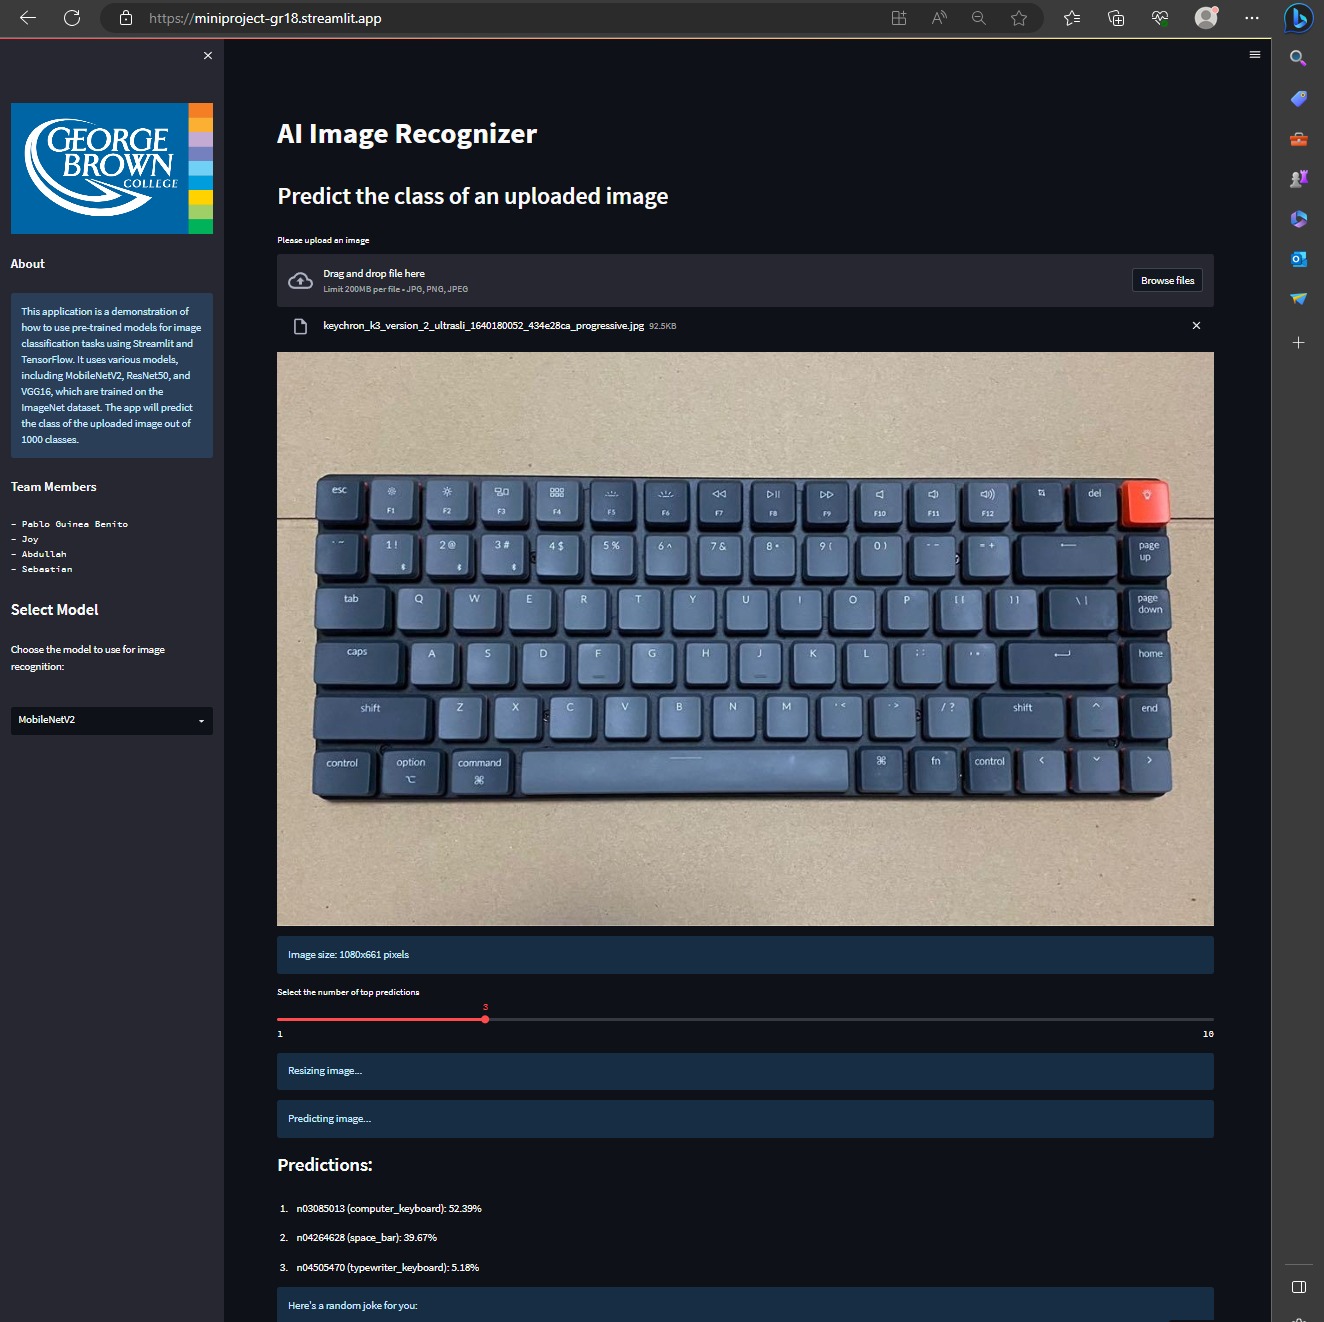 https://miniproject-gr18.streamlit.app
GEORGE
BROWN
COLLEGE
About
This application is a demonstration of
how to use pre-trained models for image
classification tasks using Streamlit and
TensorFlow. It uses various models,
including MobileNetV2, ResNet50, and
VGG16, which are trained on the
ImageNet dataset. The app will predict
the class of the uploaded image out of
1000 classes.
Team Members
- Pablo Guinea Benito
- Joy
- Abdullah
- Sebastian
Select Model
Choose the model to use for image
recognition:
MobileNetV2
AI Image Recognizer
Predict the class of an uploaded image
Please upload an image
Drag and drop file here
Limit 200MB per file • JPG, PNG, JPEG
Browse files
keychron_k3_version_2_ultrasli_1640180052_434e28ca_progressive.jpg 92.5KB
esc F1 F2 F3 F4 F5 F6 F7 F8 F9 F10 F11 F12 del
1 ! 2 @ 3 # 4 $ 5 % 6 ^ 7 & 8 * 9 ( 0 ) - - = + page up
tab Q W E R T Y U I O P [ { ] } \ | page down
caps A S D F G H J K L ; : home
shift Z X C V B N M / ? shift ^ end
control option ⌥ command ⌘ ⌘ fn control < ⌄ >
Image size: 1080x661 pixels
Select the number of top predictions
3
1 10
Resizing image...
Predicting image...
Predictions:
1. n03085013 (computer_keyboard): 52.39%
2. n04264628 (space_bar): 39.67%
3. n04505470 (typewriter_keyboard): 5.18%
Here's a random joke for you: